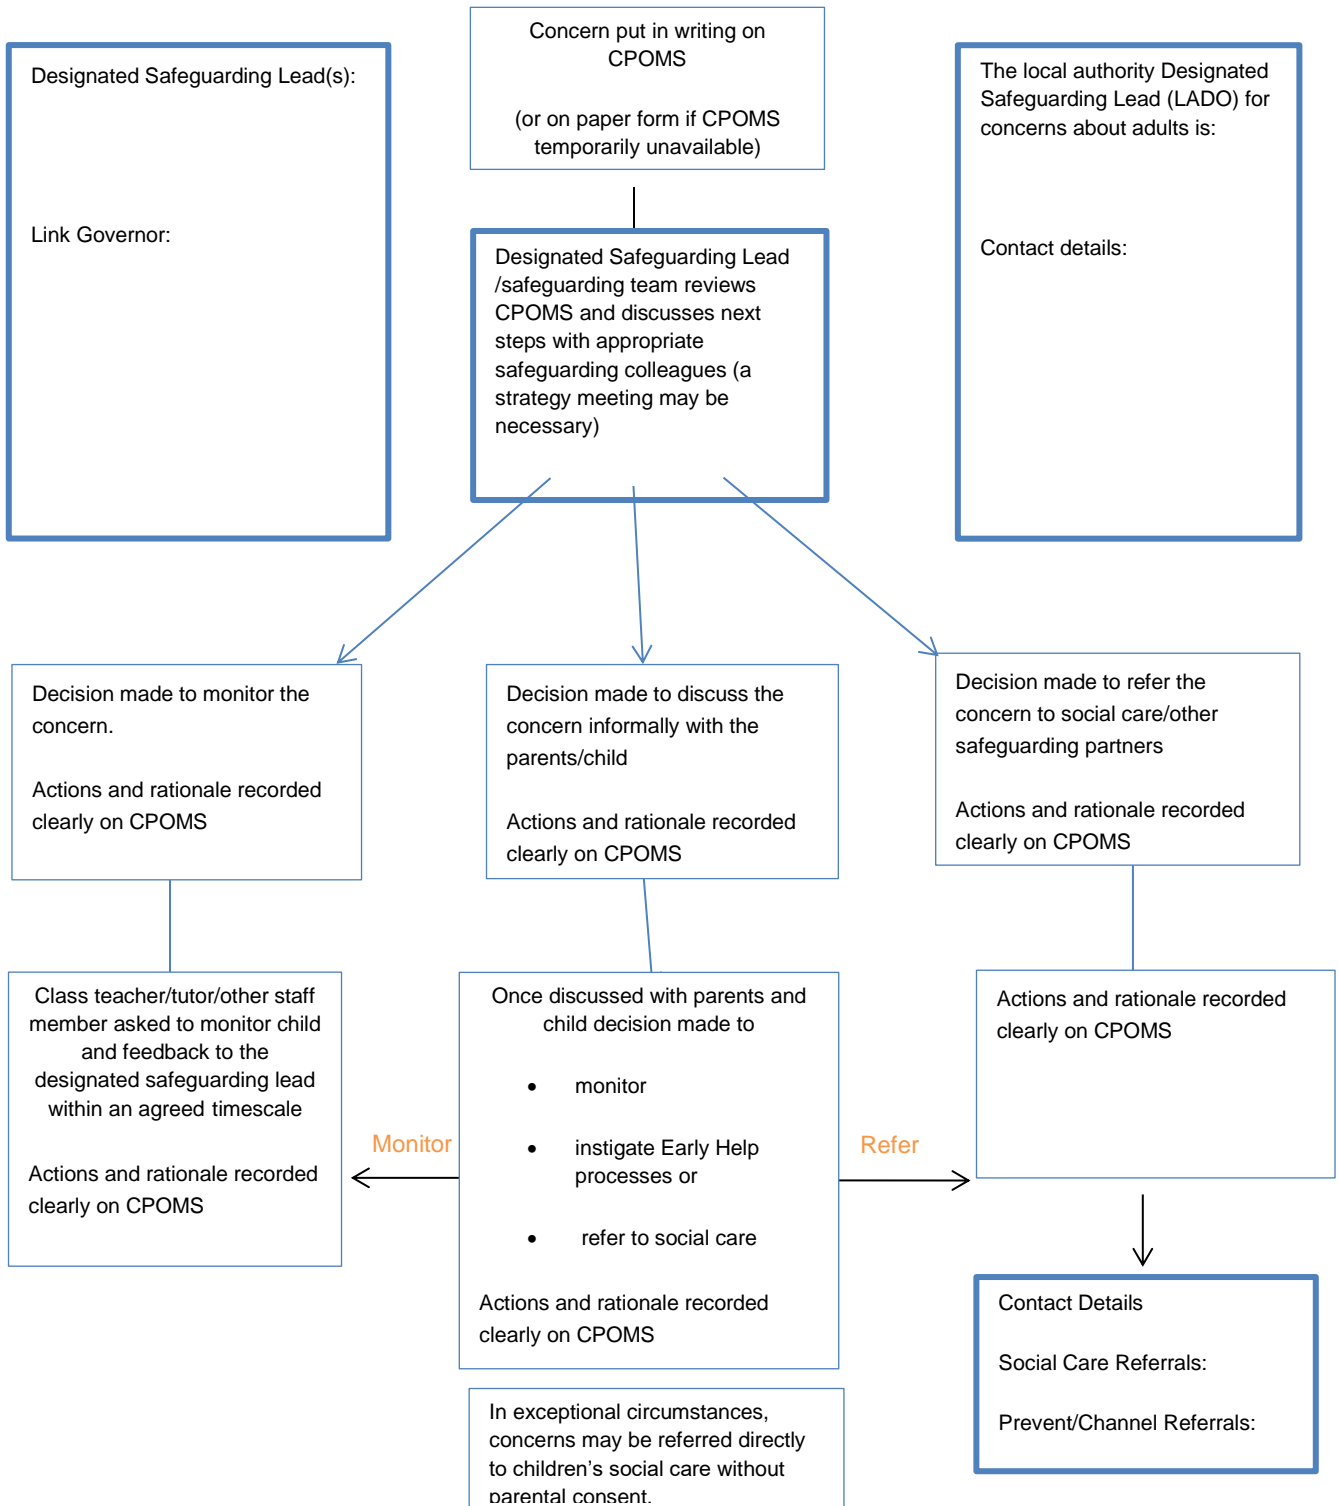 Concern put in writing on
CPOMS
(or on paper form if CPOMS
temporarily unavailable)
Designated Safeguarding Lead(s):
Link Governor:
The local authority Designated
Safeguarding Lead (LADO) for
concerns about adults is:
Contact details:
Designated Safeguarding Lead
/safeguarding team reviews
CPOMS and discusses next
steps with appropriate
safeguarding colleagues (a
strategy meeting may be
necessary)
Decision made to monitor the
concern.
Actions and rationale recorded
clearly on CPOMS
Decision made to discuss the
concern informally with the
parents/child
Actions and rationale recorded
clearly on CPOMS
Decision made to refer the
concern to social care/other
safeguarding partners
Actions and rationale recorded
clearly on CPOMS
Class teacher/tutor/other staff
member asked to monitor child
and feedback to the
designated safeguarding lead
within an agreed timescale
Actions and rationale recorded
clearly on CPOMS
Monitor
Once discussed with parents and
child decision made to
• monitor
• instigate Early Help
processes or
• refer to social care
Actions and rationale recorded
clearly on CPOMS
Refer
Actions and rationale recorded
clearly on CPOMS
Contact Details
Social Care Referrals:
Prevent/Channel Referrals:
In exceptional circumstances,
concerns may be referred directly
to children’s social care without
parental consent.